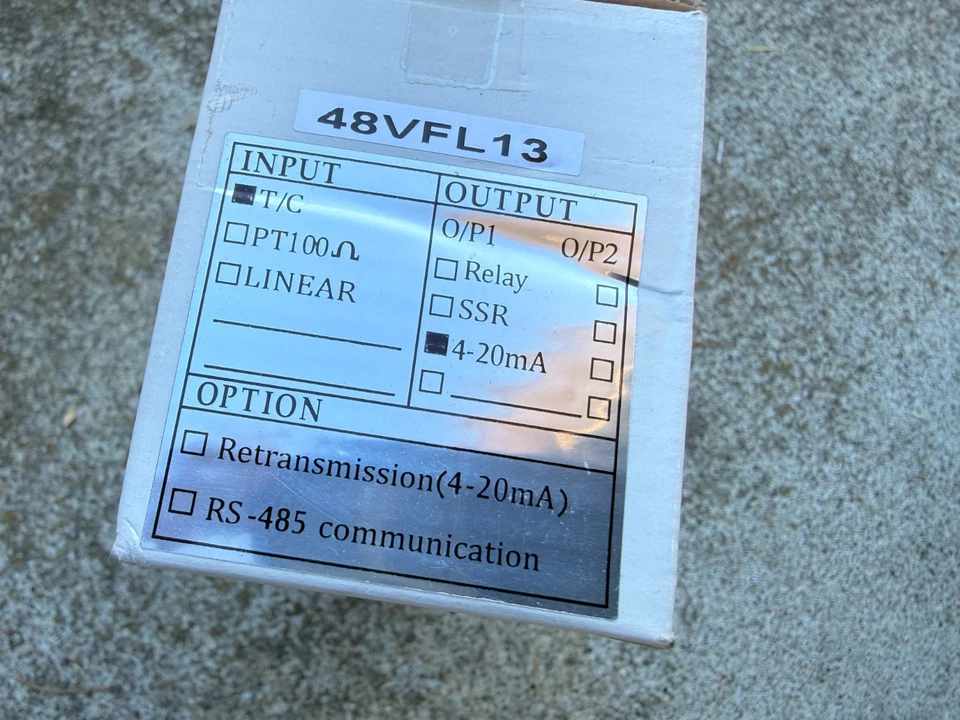 48VFL13
INPUT
■T/C
□PT100Ω
□LINEAR
OUTPUT
O/P1 O/P2
□Relay □
□SSR □
■4-20mA □
□ □
OPTION
□ Retransmission(4-20mA)
□ RS-485 communication